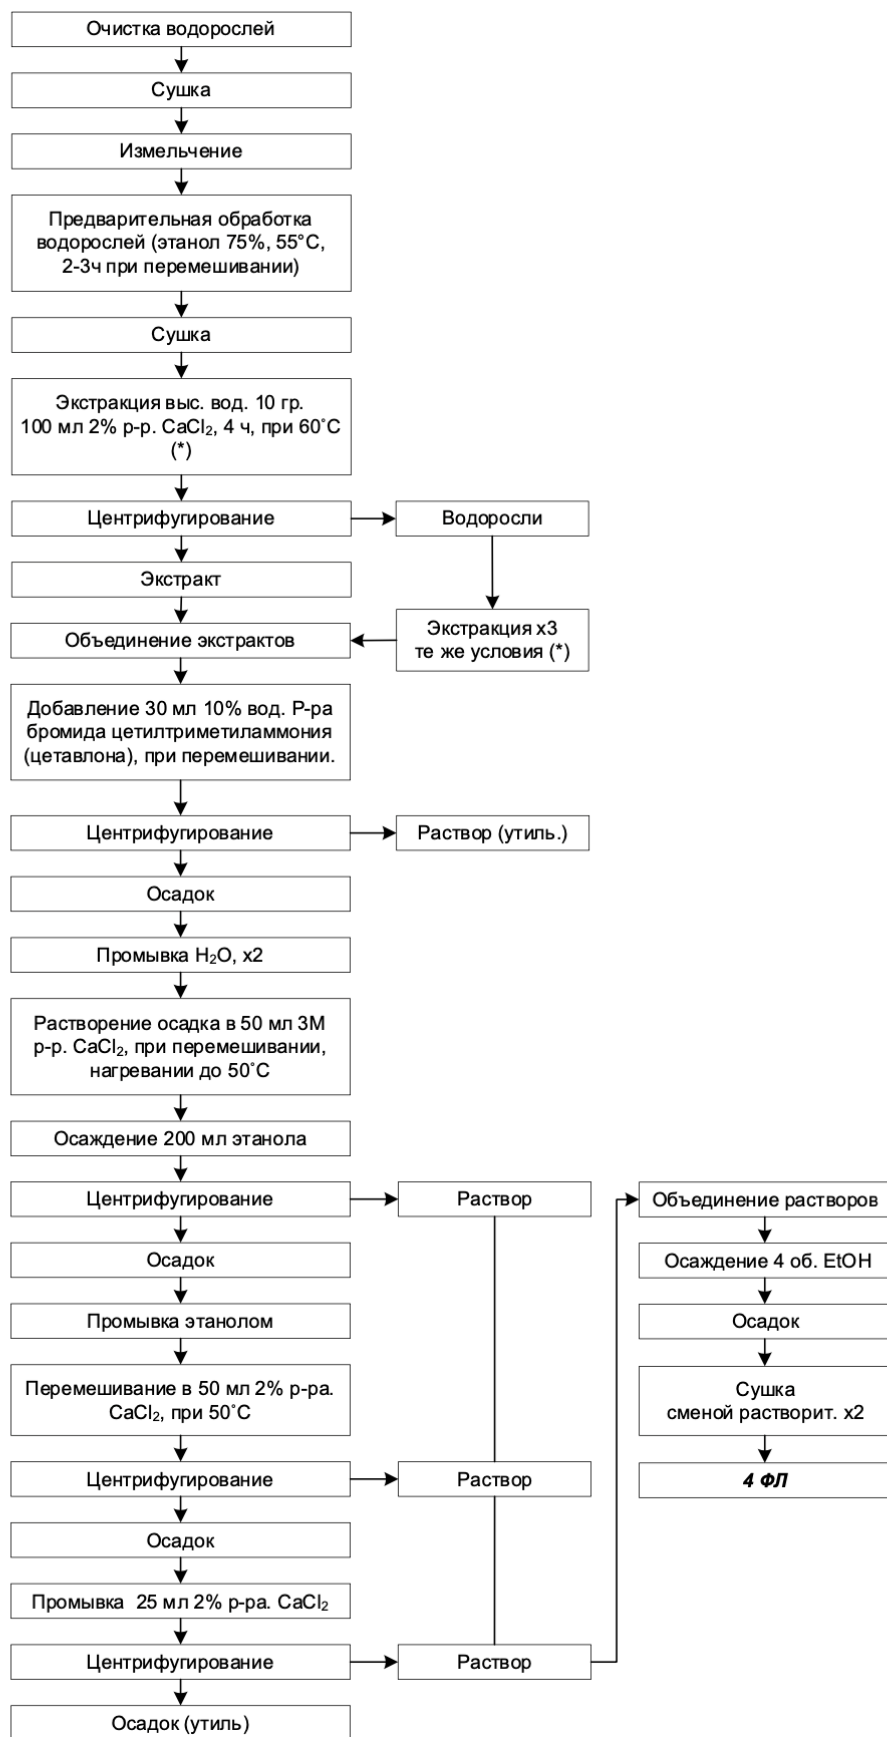 Очистка водорослей
Сушка
Измельчение
Предварительная обработка
водорослей (этанол 75%, 55°C,
2-3ч при перемешивании)
Сушка
Экстракция выс. вод. 10 гр.
100 мл 2% р-р. CaCl₂, 4 ч, при 60˚C
(*)
Центрифугирование
Водоросли
Экстракт
Объединение экстрактов
Экстракция x3
те же условия (*)
Добавление 30 мл 10% вод. Р-ра
бромида цетилтриметиламмония
(цетавлона), при перемешивании.
Центрифугирование
Раствор (утиль.)
Осадок
Промывка H₂O, x2
Растворение осадка в 50 мл 3М
р-р. CaCl₂, при перемешивании,
нагревании до 50˚C
Осаждение 200 мл этанола
Центрифугирование
Раствор
Осадок
Промывка этанолом
Перемешивание в 50 мл 2% р-ра.
CaCl₂, при 50˚C
Центрифугирование
Раствор
Осадок
Промывка 25 мл 2% р-ра. CaCl₂
Центрифугирование
Раствор
Осадок (утиль)
Объединение растворов
Осаждение 4 об. EtOH
Осадок
Сушка
сменой растворит. x2
4 ФЛ